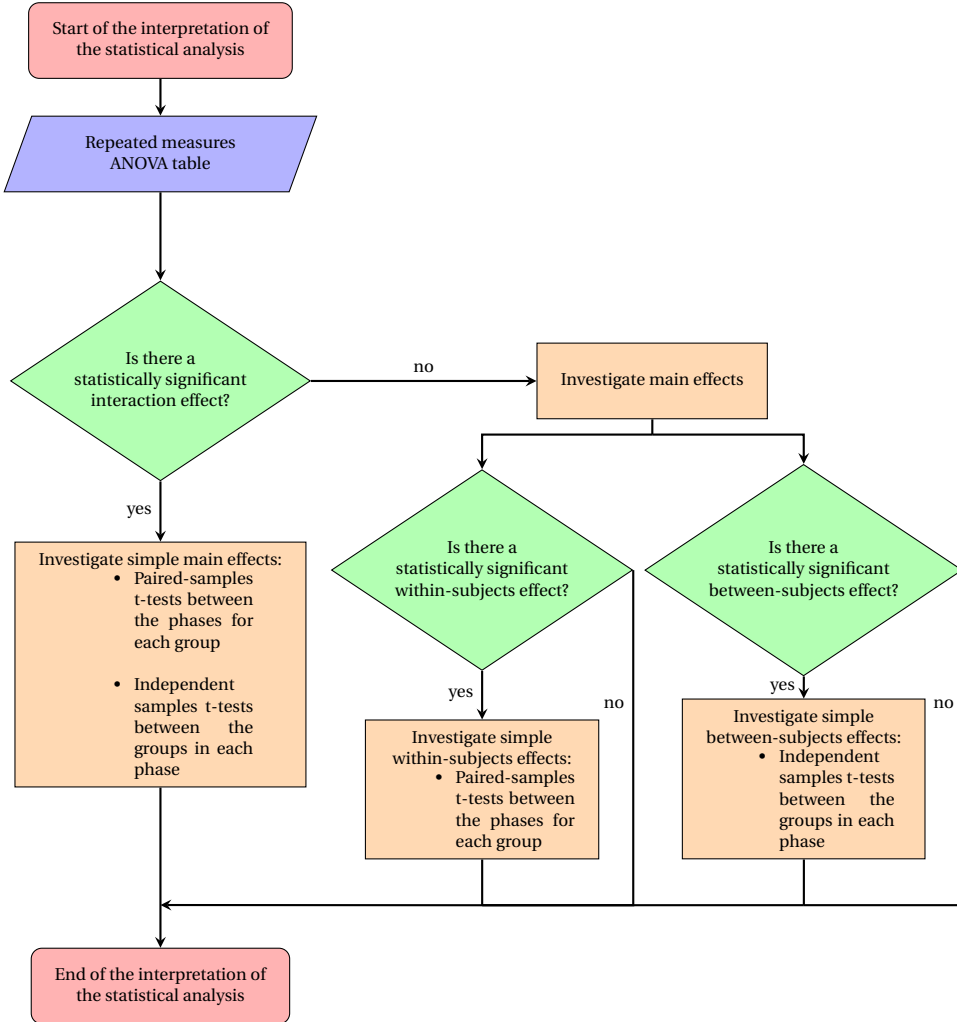 Start of the interpretation of
the statistical analysis
Repeated measures
ANOVA table
Is there a
statistically significant
interaction effect?
no
Investigate main effects
yes
Investigate simple main effects:
• Paired-samples
t-tests between
the phases for
each group
• Independent
samples t-tests
between the
groups in each
phase
Is there a
statistically significant
within-subjects effect?
yes
no
Investigate simple
within-subjects effects:
• Paired-samples
t-tests between
the phases for
each group
Is there a
statistically significant
between-subjects effect?
yes
no
Investigate simple
between-subjects effects:
• Independent
samples t-tests
between the
groups in each
phase
End of the interpretation of
the statistical analysis